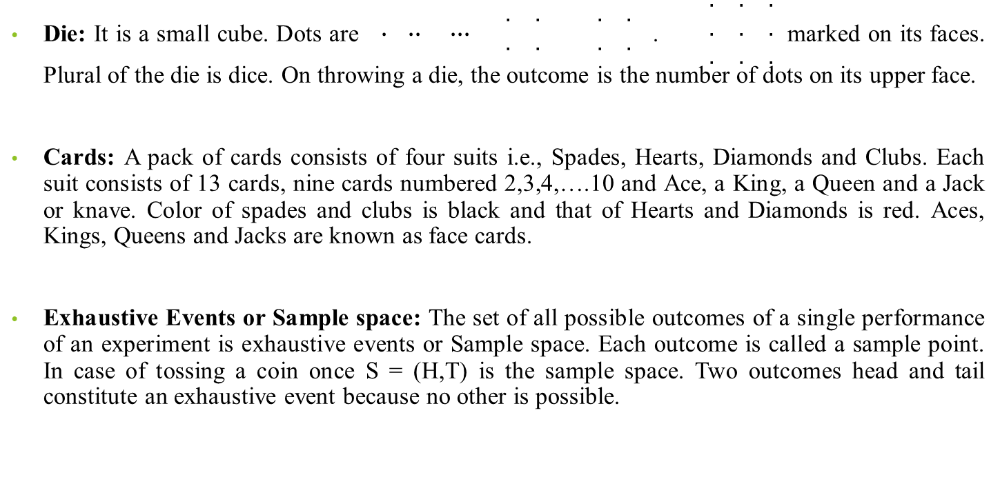 • Die: It is a small cube. Dots are . .. ... :: :: . ::: marked on its faces.
Plural of the die is dice. On throwing a die, the outcome is the number of dots on its upper face.
• Cards: A pack of cards consists of four suits i.e., Spades, Hearts, Diamonds and Clubs. Each
suit consists of 13 cards, nine cards numbered 2,3,4,....10 and Ace, a King, a Queen and a Jack
or knave. Color of spades and clubs is black and that of Hearts and Diamonds is red. Aces,
Kings, Queens and Jacks are known as face cards.
• Exhaustive Events or Sample space: The set of all possible outcomes of a single performance
of an experiment is exhaustive events or Sample space. Each outcome is called a sample point.
In case of tossing a coin once S = (H,T) is the sample space. Two outcomes head and tail
constitute an exhaustive event because no other is possible.